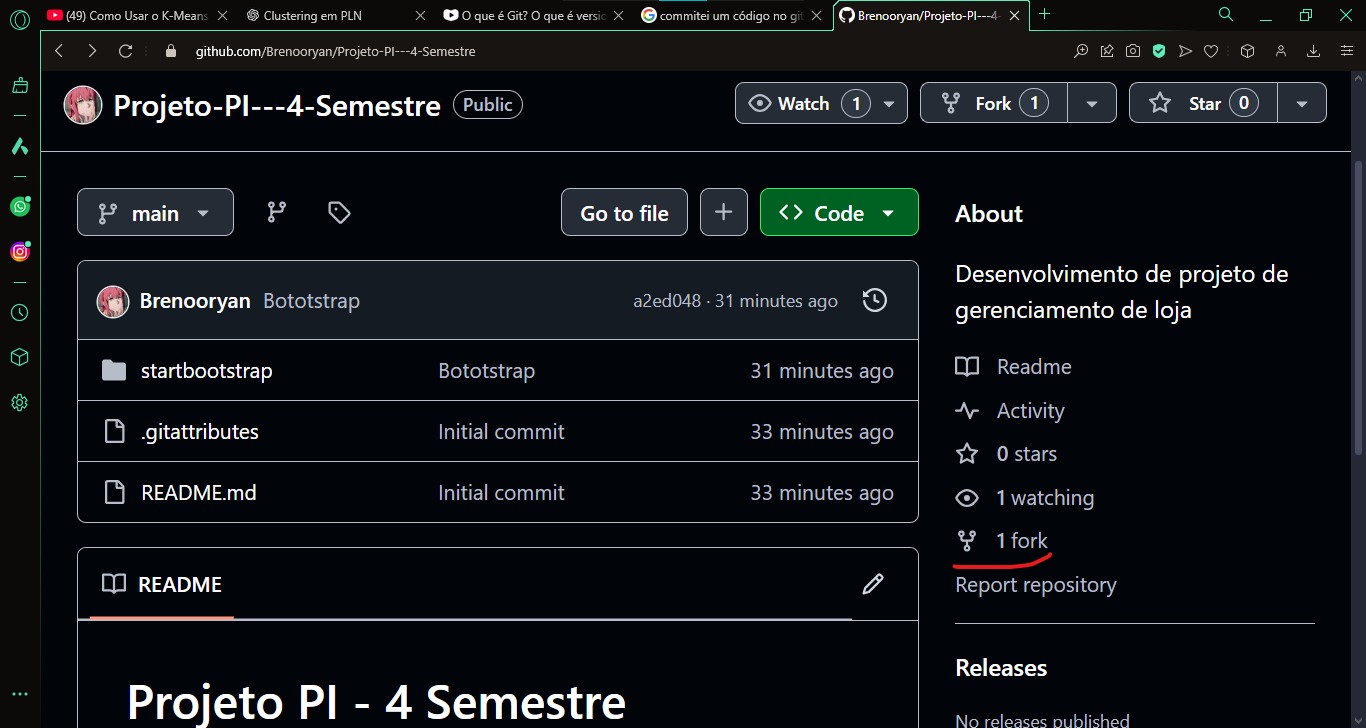 (49) Como Usar o K-Means
Clustering em PLN
O que é Git? O que é versi
commitei um código no git
Brenooryan/Projeto-PI---4-
github.com/Brenooryan/Projeto-PI---4-Semestre
Projeto-PI---4-Semestre Public
Watch 1
Fork 1
Star 0
main
Go to file
Code
Brenooryan Bototstrap a2ed048 · 31 minutes ago
startbootstrap Bototstrap 31 minutes ago
.gitattributes Initial commit 33 minutes ago
README.md Initial commit 33 minutes ago
README
Projeto PI - 4 Semestre
About
Desenvolvimento de projeto de
gerenciamento de loja
Readme
Activity
0 stars
1 watching
1 fork
Report repository
Releases
No releases published